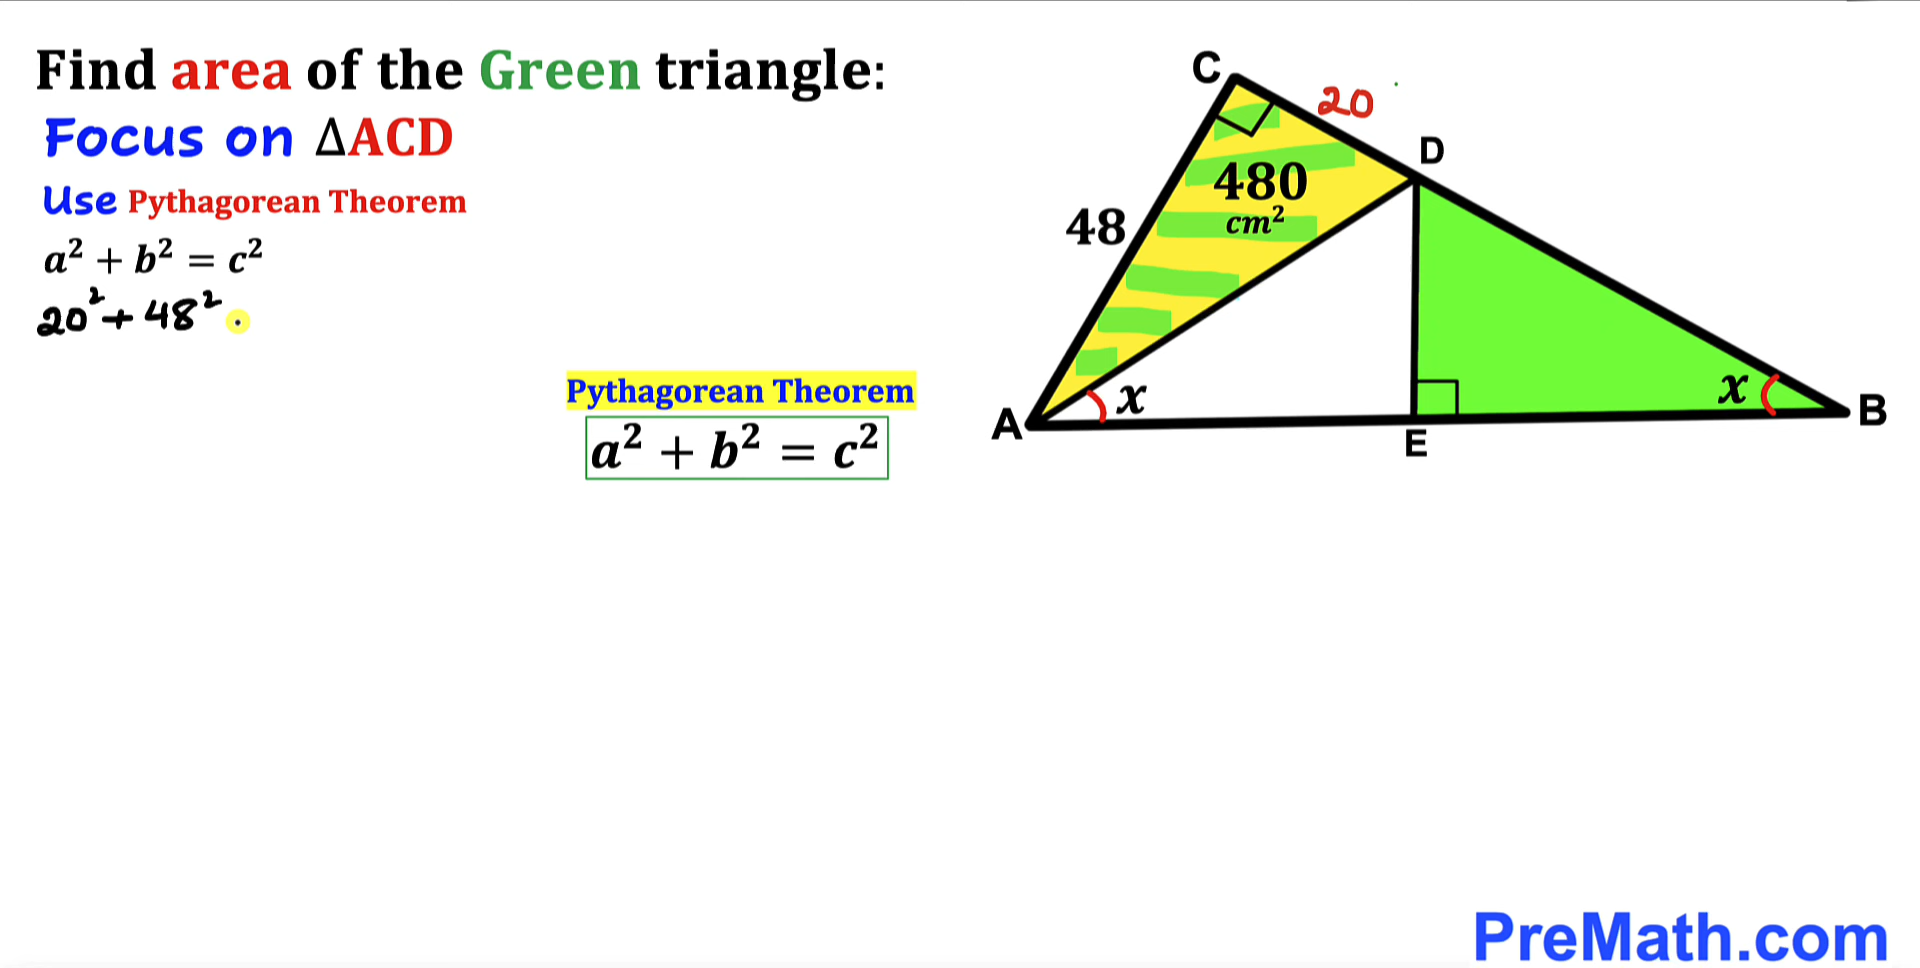 Find area of the Green triangle:
Focus on ΔACD
Use Pythagorean Theorem
a² + b² = c²
20² + 48²
Pythagorean Theorem
a² + b² = c²
C
20
D
480
cm²
48
x
x
A
B
E
PreMath.com